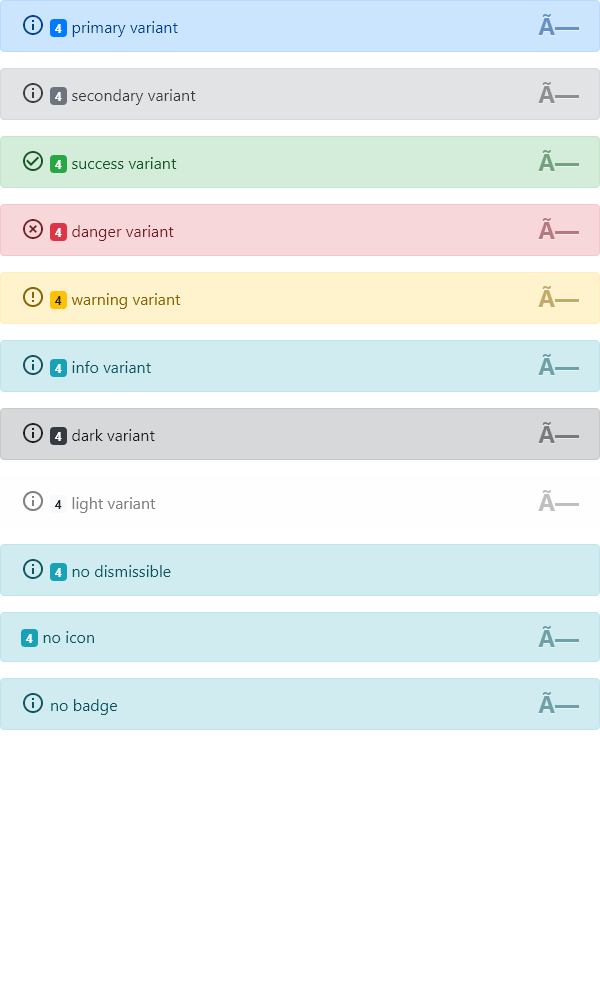 4 primary variant Ã—
4 secondary variant Ã—
4 success variant Ã—
4 danger variant Ã—
4 warning variant Ã—
4 info variant Ã—
4 dark variant Ã—
4 light variant Ã—
4 no dismissible
4 no icon Ã—
no badge Ã—